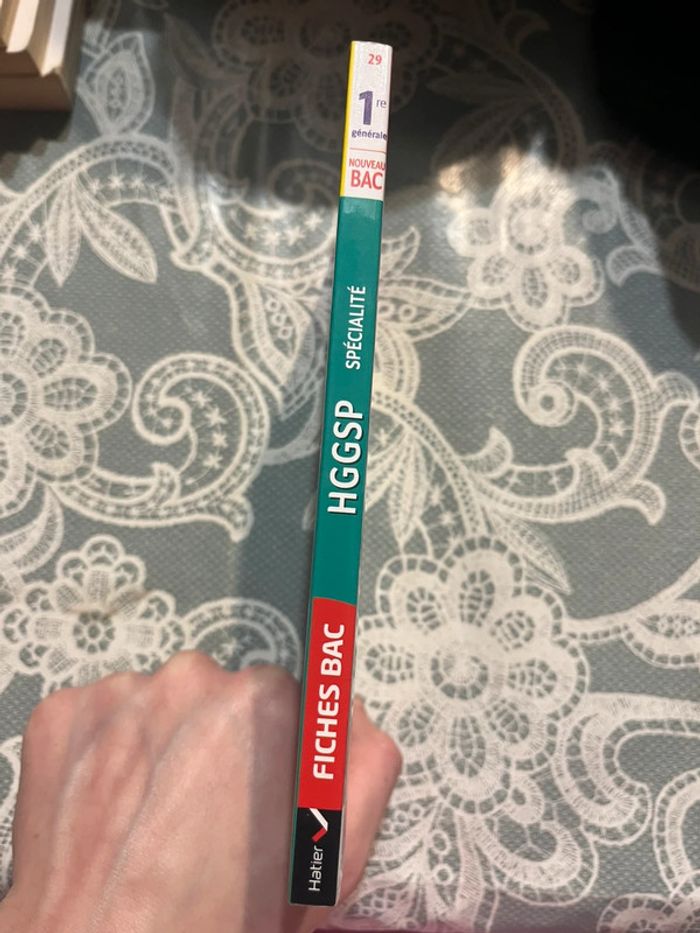 29
1re
générale
NOUVEAU
BAC
SPÉCIALITÉ
HGGSP
FICHES BAC
Hatier